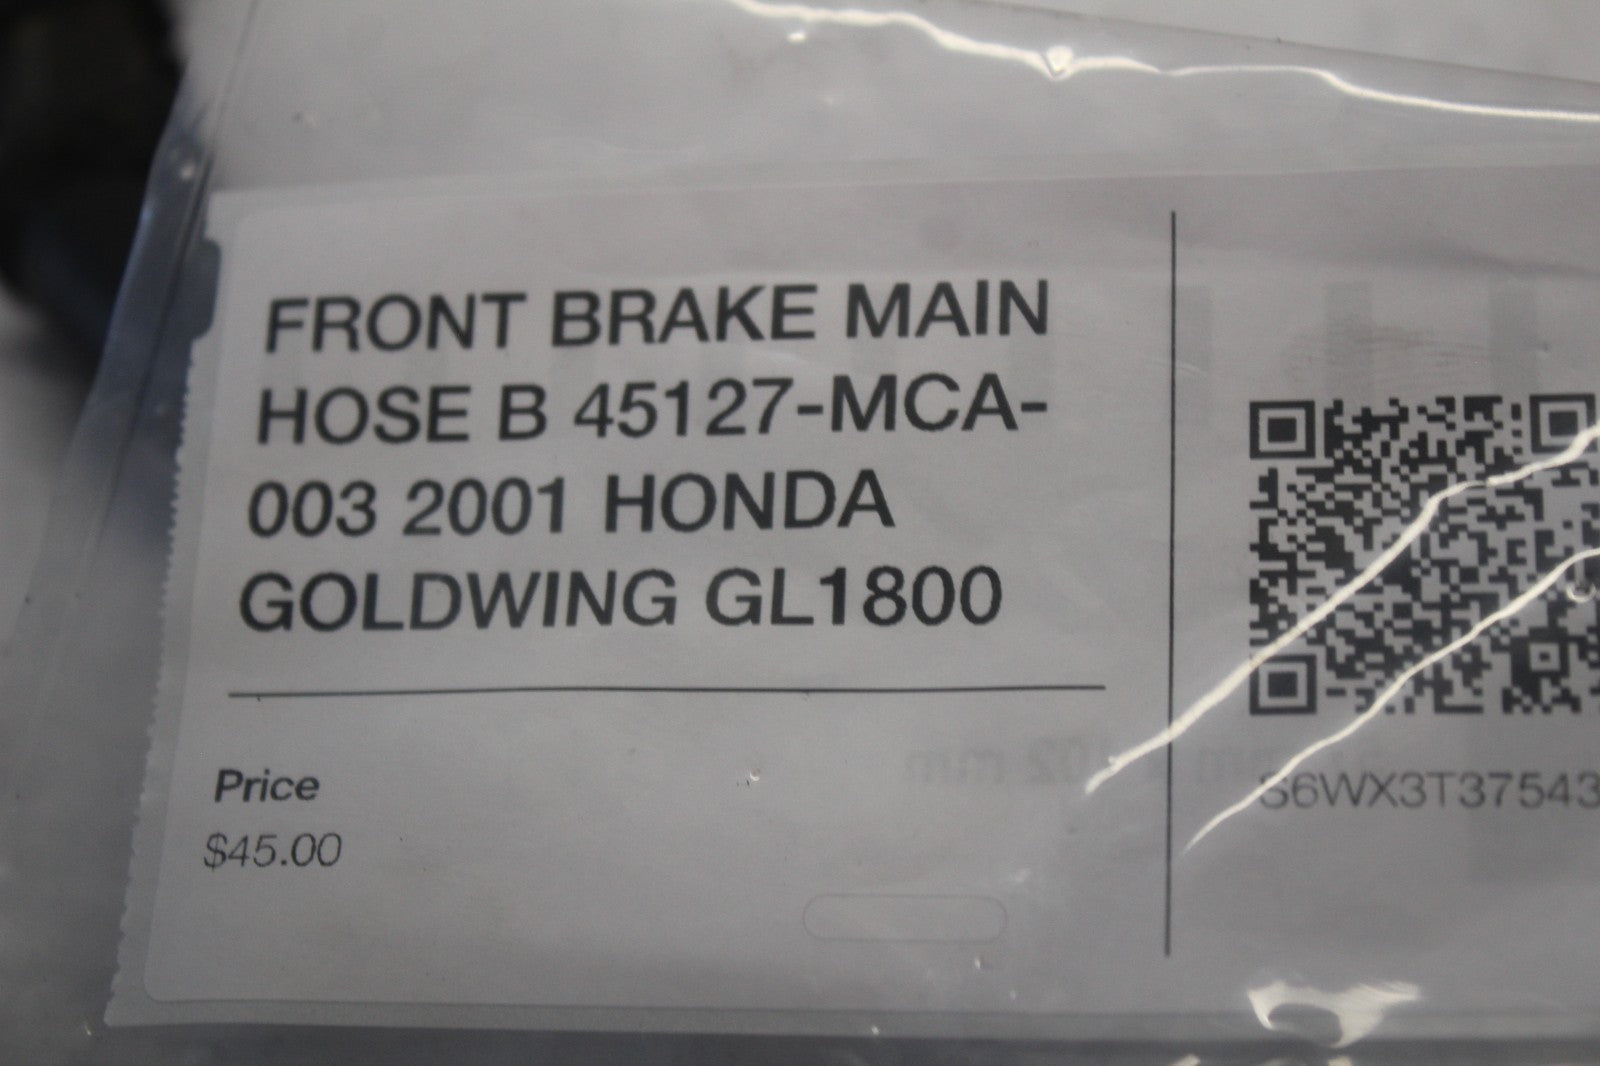 FRONT BRAKE MAIN
HOSE B 45127-MCA-
003 2001 HONDA
GOLDWING GL1800
Price
$45.00
S6WX3T37543